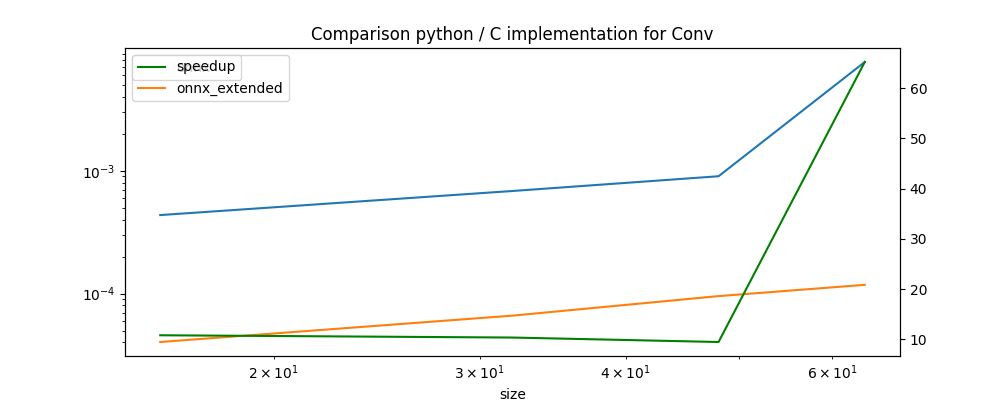 Comparison python / C implementation for Conv
speedup
onnx_extended
10⁻³
10⁻⁴
60
50
40
30
20
10
2 × 10¹
3 × 10¹
4 × 10¹
6 × 10¹
size